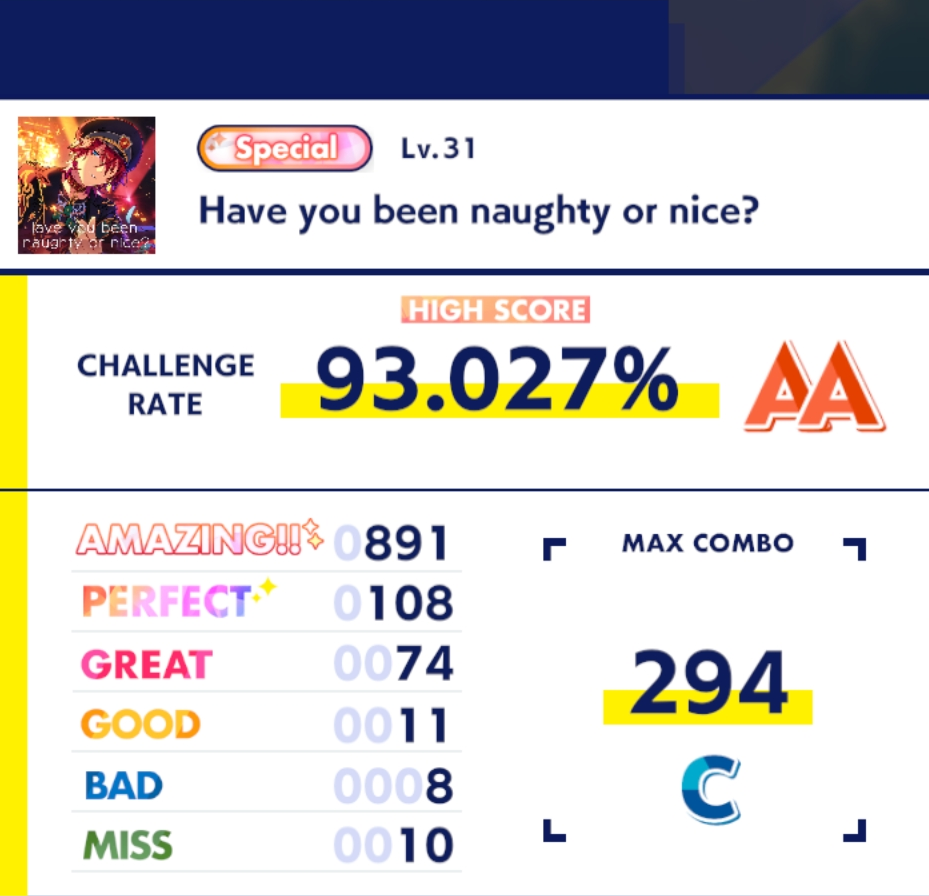 Special Lv.31
Have you been naughty or nice?
have you been
naughty or nice?
HIGH SCORE
CHALLENGE
RATE
93.027%
AA
AMAZING!! 0891
PERFECT 0108
GREAT 0074
GOOD 0011
BAD 0008
MISS 0010
MAX COMBO
294
C